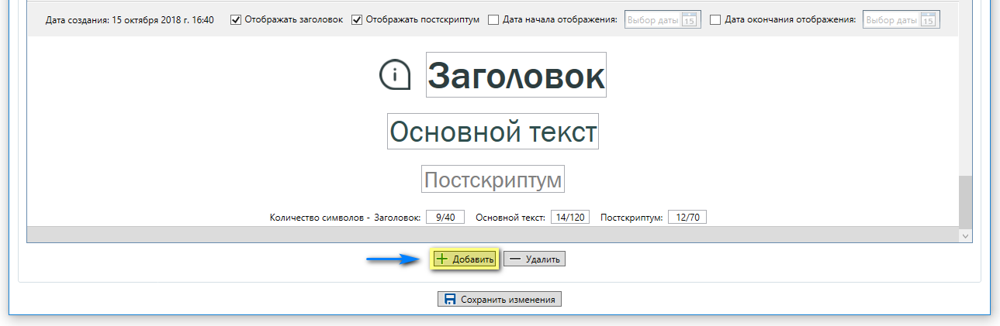 Дата создания: 15 октября 2018 г. 16:40 Отображать заголовок Отображать постскриптум Дата начала отображения: Выбор даты 15 Дата окончания отображения: Выбор даты 15
Заголовок
Основной текст
Постскриптум
Количество символов - Заголовок: 9/40 Основной текст: 14/120 Постскриптум: 12/70
Добавить Удалить
Сохранить изменения